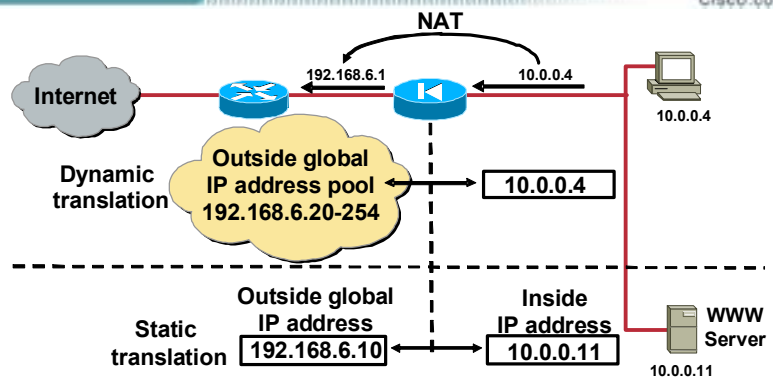 NAT
192.168.6.1
10.0.0.4
Internet
10.0.0.4
Dynamic
translation
Outside global
IP address pool
192.168.6.20-254
10.0.0.4
Static
translation
Outside global
IP address
192.168.6.10
Inside
IP address
10.0.0.11
WWW
Server
10.0.0.11